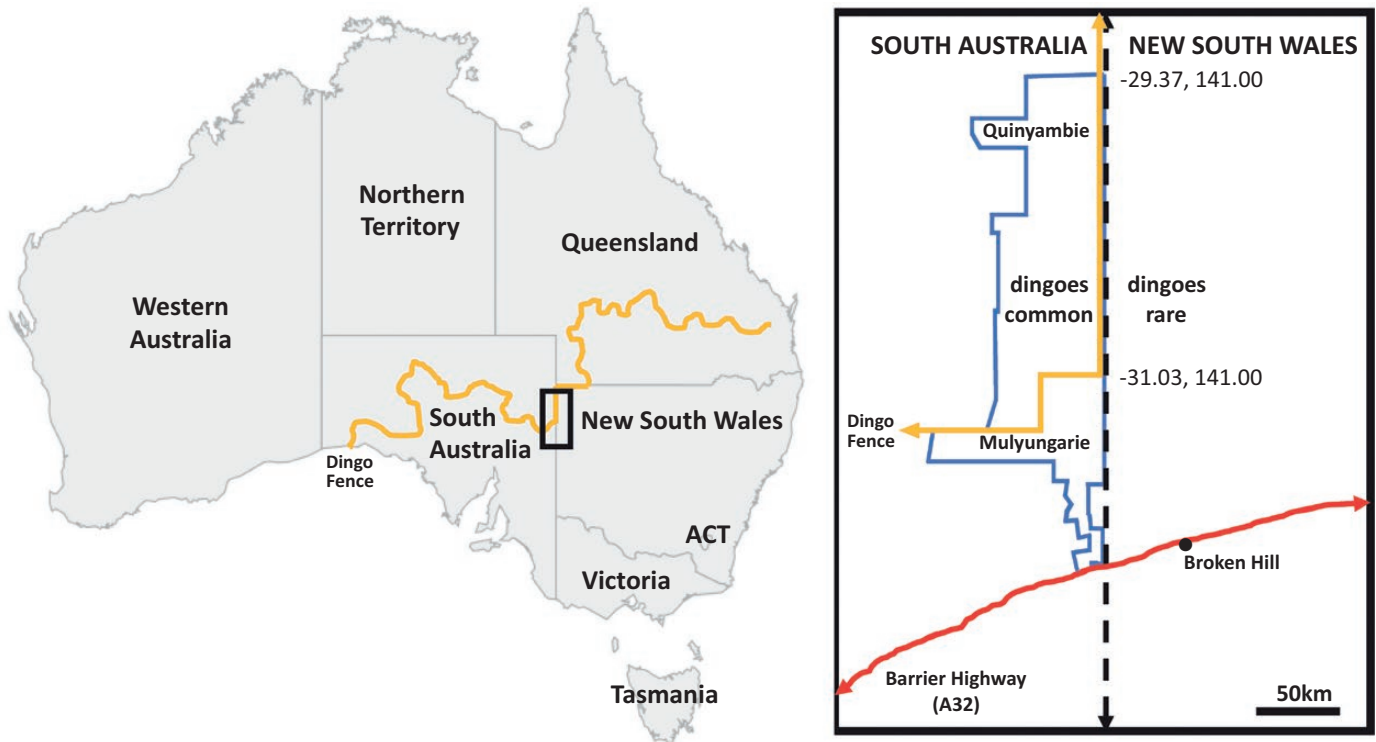 Northern
Territory
Queensland
Western
Australia
South
Australia
New South Wales
Dingo
Fence
ACT
Victoria
Tasmania
SOUTH AUSTRALIA
NEW SOUTH WALES
-29.37, 141.00
Quinyambie
dingoes
common
dingoes
rare
-31.03, 141.00
Dingo
Fence
Mulyungarie
Broken Hill
Barrier Highway
(A32)
50km